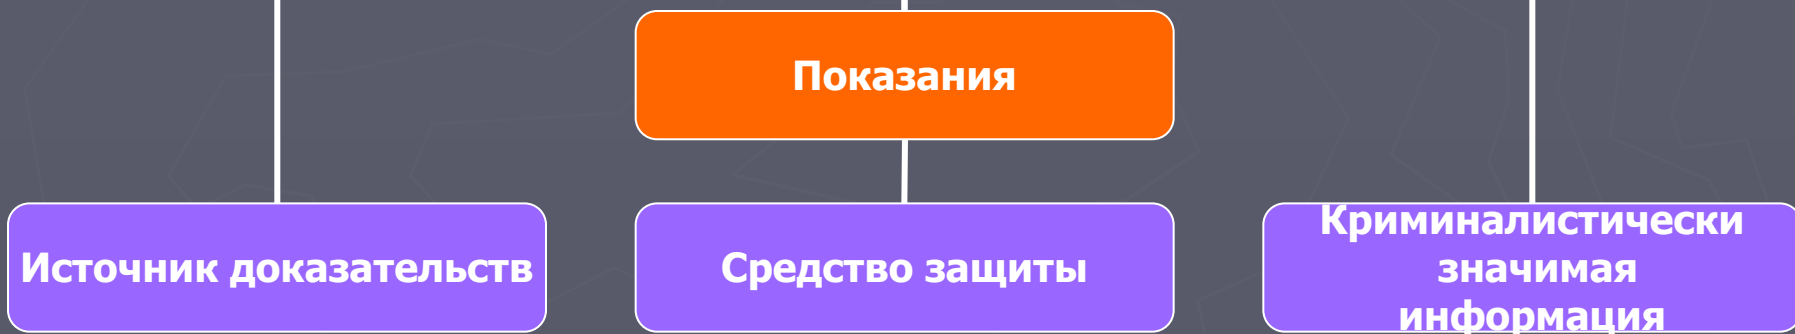 Показания
Источник доказательств
Средство защиты
Криминалистически
значимая
информация